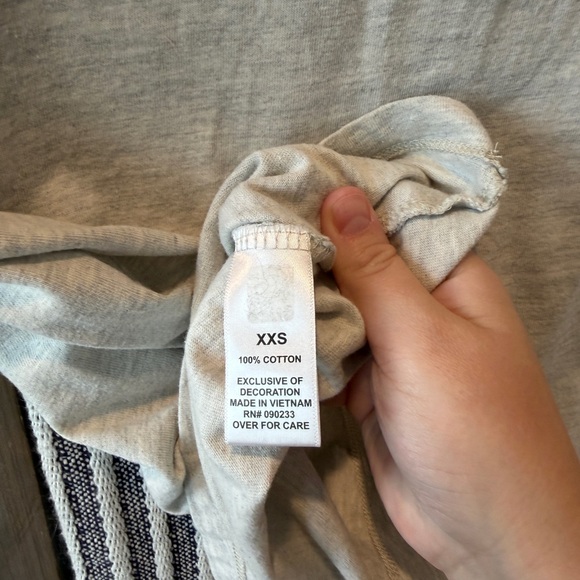 XXS
100% COTTON
EXCLUSIVE OF
DECORATION
MADE IN VIETNAM
RN# 090233
OVER FOR CARE